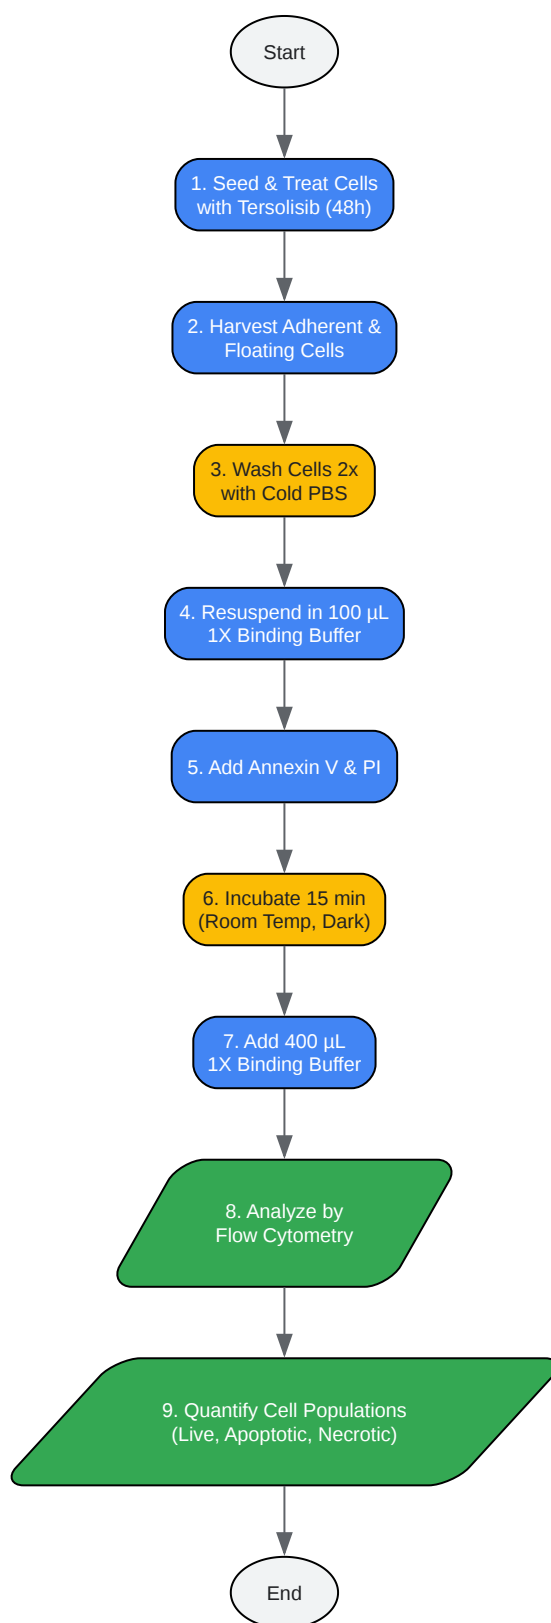 Start
1. Seed & Treat Cells
with Tersolisib (48h)
2. Harvest Adherent &
Floating Cells
3. Wash Cells 2x
with Cold PBS
4. Resuspend in 100 µL
1X Binding Buffer
5. Add Annexin V & PI
6. Incubate 15 min
(Room Temp, Dark)
7. Add 400 µL
1X Binding Buffer
8. Analyze by
Flow Cytometry
9. Quantify Cell Populations
(Live, Apoptotic, Necrotic)
End